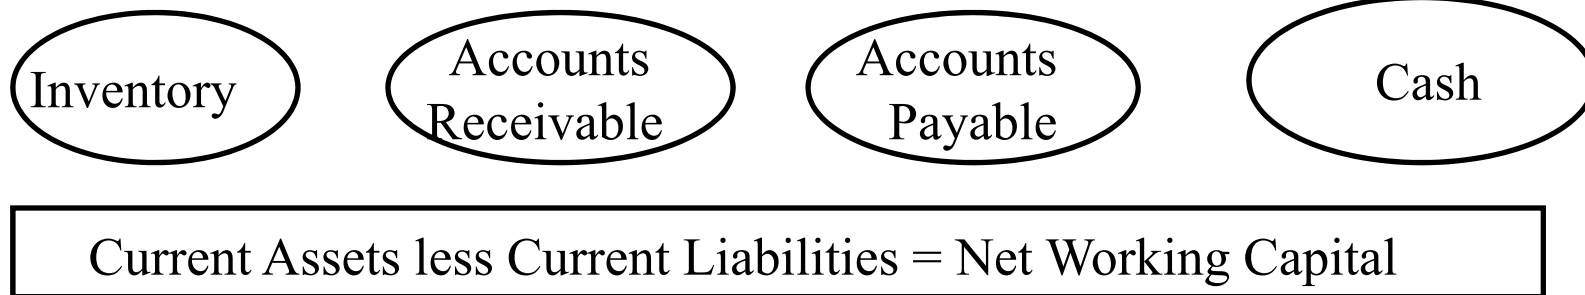 Inventory
Accounts
Receivable
Accounts
Payable
Cash
Current Assets less Current Liabilities = Net Working Capital